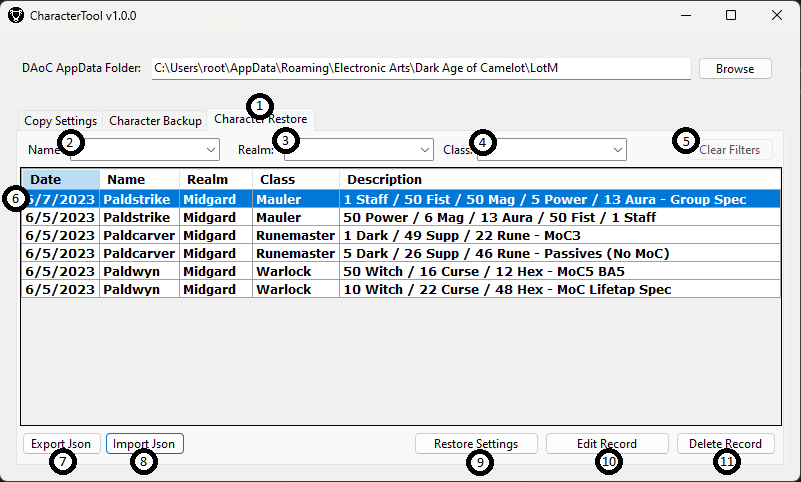 CharacterTool v1.0.0
DAoC AppData Folder: C:\Users\root\AppData\Roaming\Electronic Arts\Dark Age of Camelot\LotM Browse
1
Copy Settings Character Backup Character Restore
2 3 4 5
Name Realm: Class: Clear Filters
Date Name Realm Class Description
6 6/7/2023 Paldstrike Midgard Mauler 1 Staff / 50 Fist / 50 Mag / 5 Power / 13 Aura - Group Spec
6/5/2023 Paldstrike Midgard Mauler 50 Power / 6 Mag / 13 Aura / 50 Fist / 1 Staff
6/5/2023 Paldcarver Midgard Runemaster 1 Dark / 49 Supp / 22 Rune - MoC3
6/5/2023 Paldcarver Midgard Runemaster 5 Dark / 26 Supp / 46 Rune - Passives (No MoC)
6/5/2023 Paldwyn Midgard Warlock 50 Witch / 16 Curse / 12 Hex - MoC5 BA5
6/5/2023 Paldwyn Midgard Warlock 10 Witch / 22 Curse / 48 Hex - MoC Lifetap Spec
Export Json Import Json Restore Settings Edit Record Delete Record
7 8 9 10 11